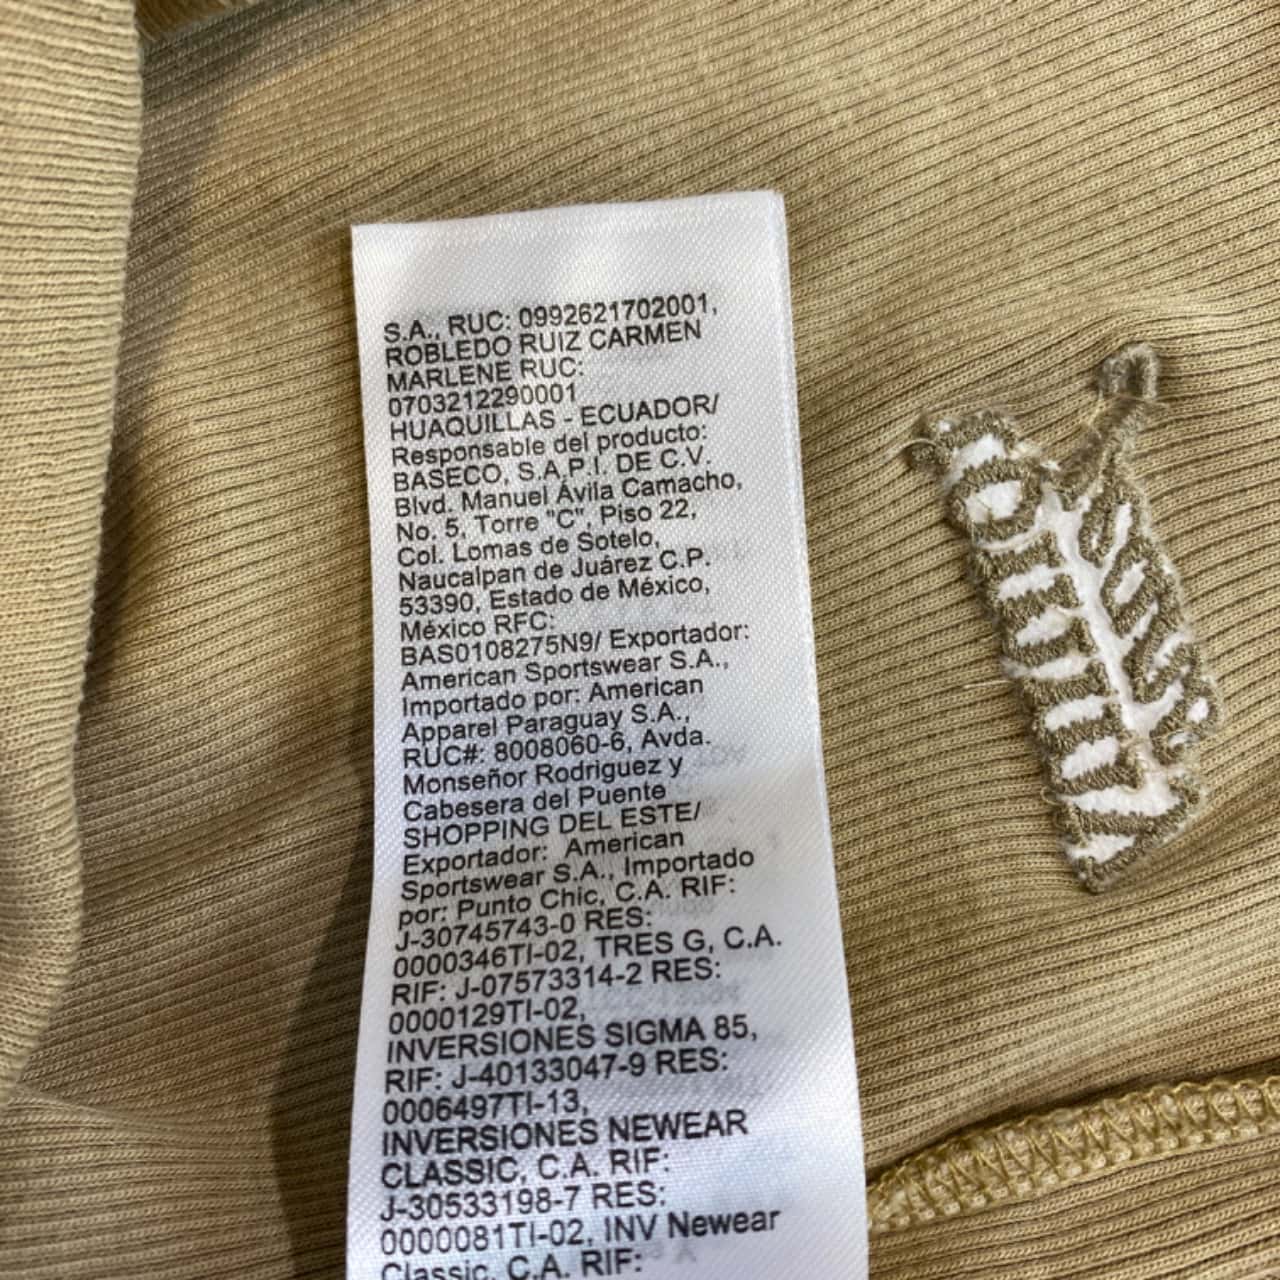 S.A., RUC: 0992621702001,
ROBLEDO RUIZ CARMEN
MARLENE RUC:
0703212290001
HUAQUILLAS - ECUADOR/
Responsable del producto:
BASECO, S.A.P.I. DE C.V.
Blvd. Manuel Ávila Camacho,
No. 5, Torre "C", Piso 22,
Col. Lomas de Sotelo,
Naucalpan de Juárez C.P.
53390, Estado de México,
México RFC:
BAS0108275N9/ Exportador:
American Sportswear S.A.,
Importado por: American
Apparel Paraguay S.A.,
RUC#: 8008060-6, Avda.
Monseñor Rodriguez y
Cabesera del Puente
SHOPPING DEL ESTE/
Exportador: American
Sportswear S.A., Importado
por: Punto Chic, C.A. RIF:
J-30745743-0 RES:
0000346TI-02, TRES G, C.A.
RIF: J-07573314-2 RES:
0000129TI-02,
INVERSIONES SIGMA 85,
RIF: J-40133047-9 RES:
0006497TI-13,
INVERSIONES NEWEAR
CLASSIC, C.A. RIF:
J-30533198-7 RES:
0000081TI-02, INV Newear
Classic, C.A. RIF: